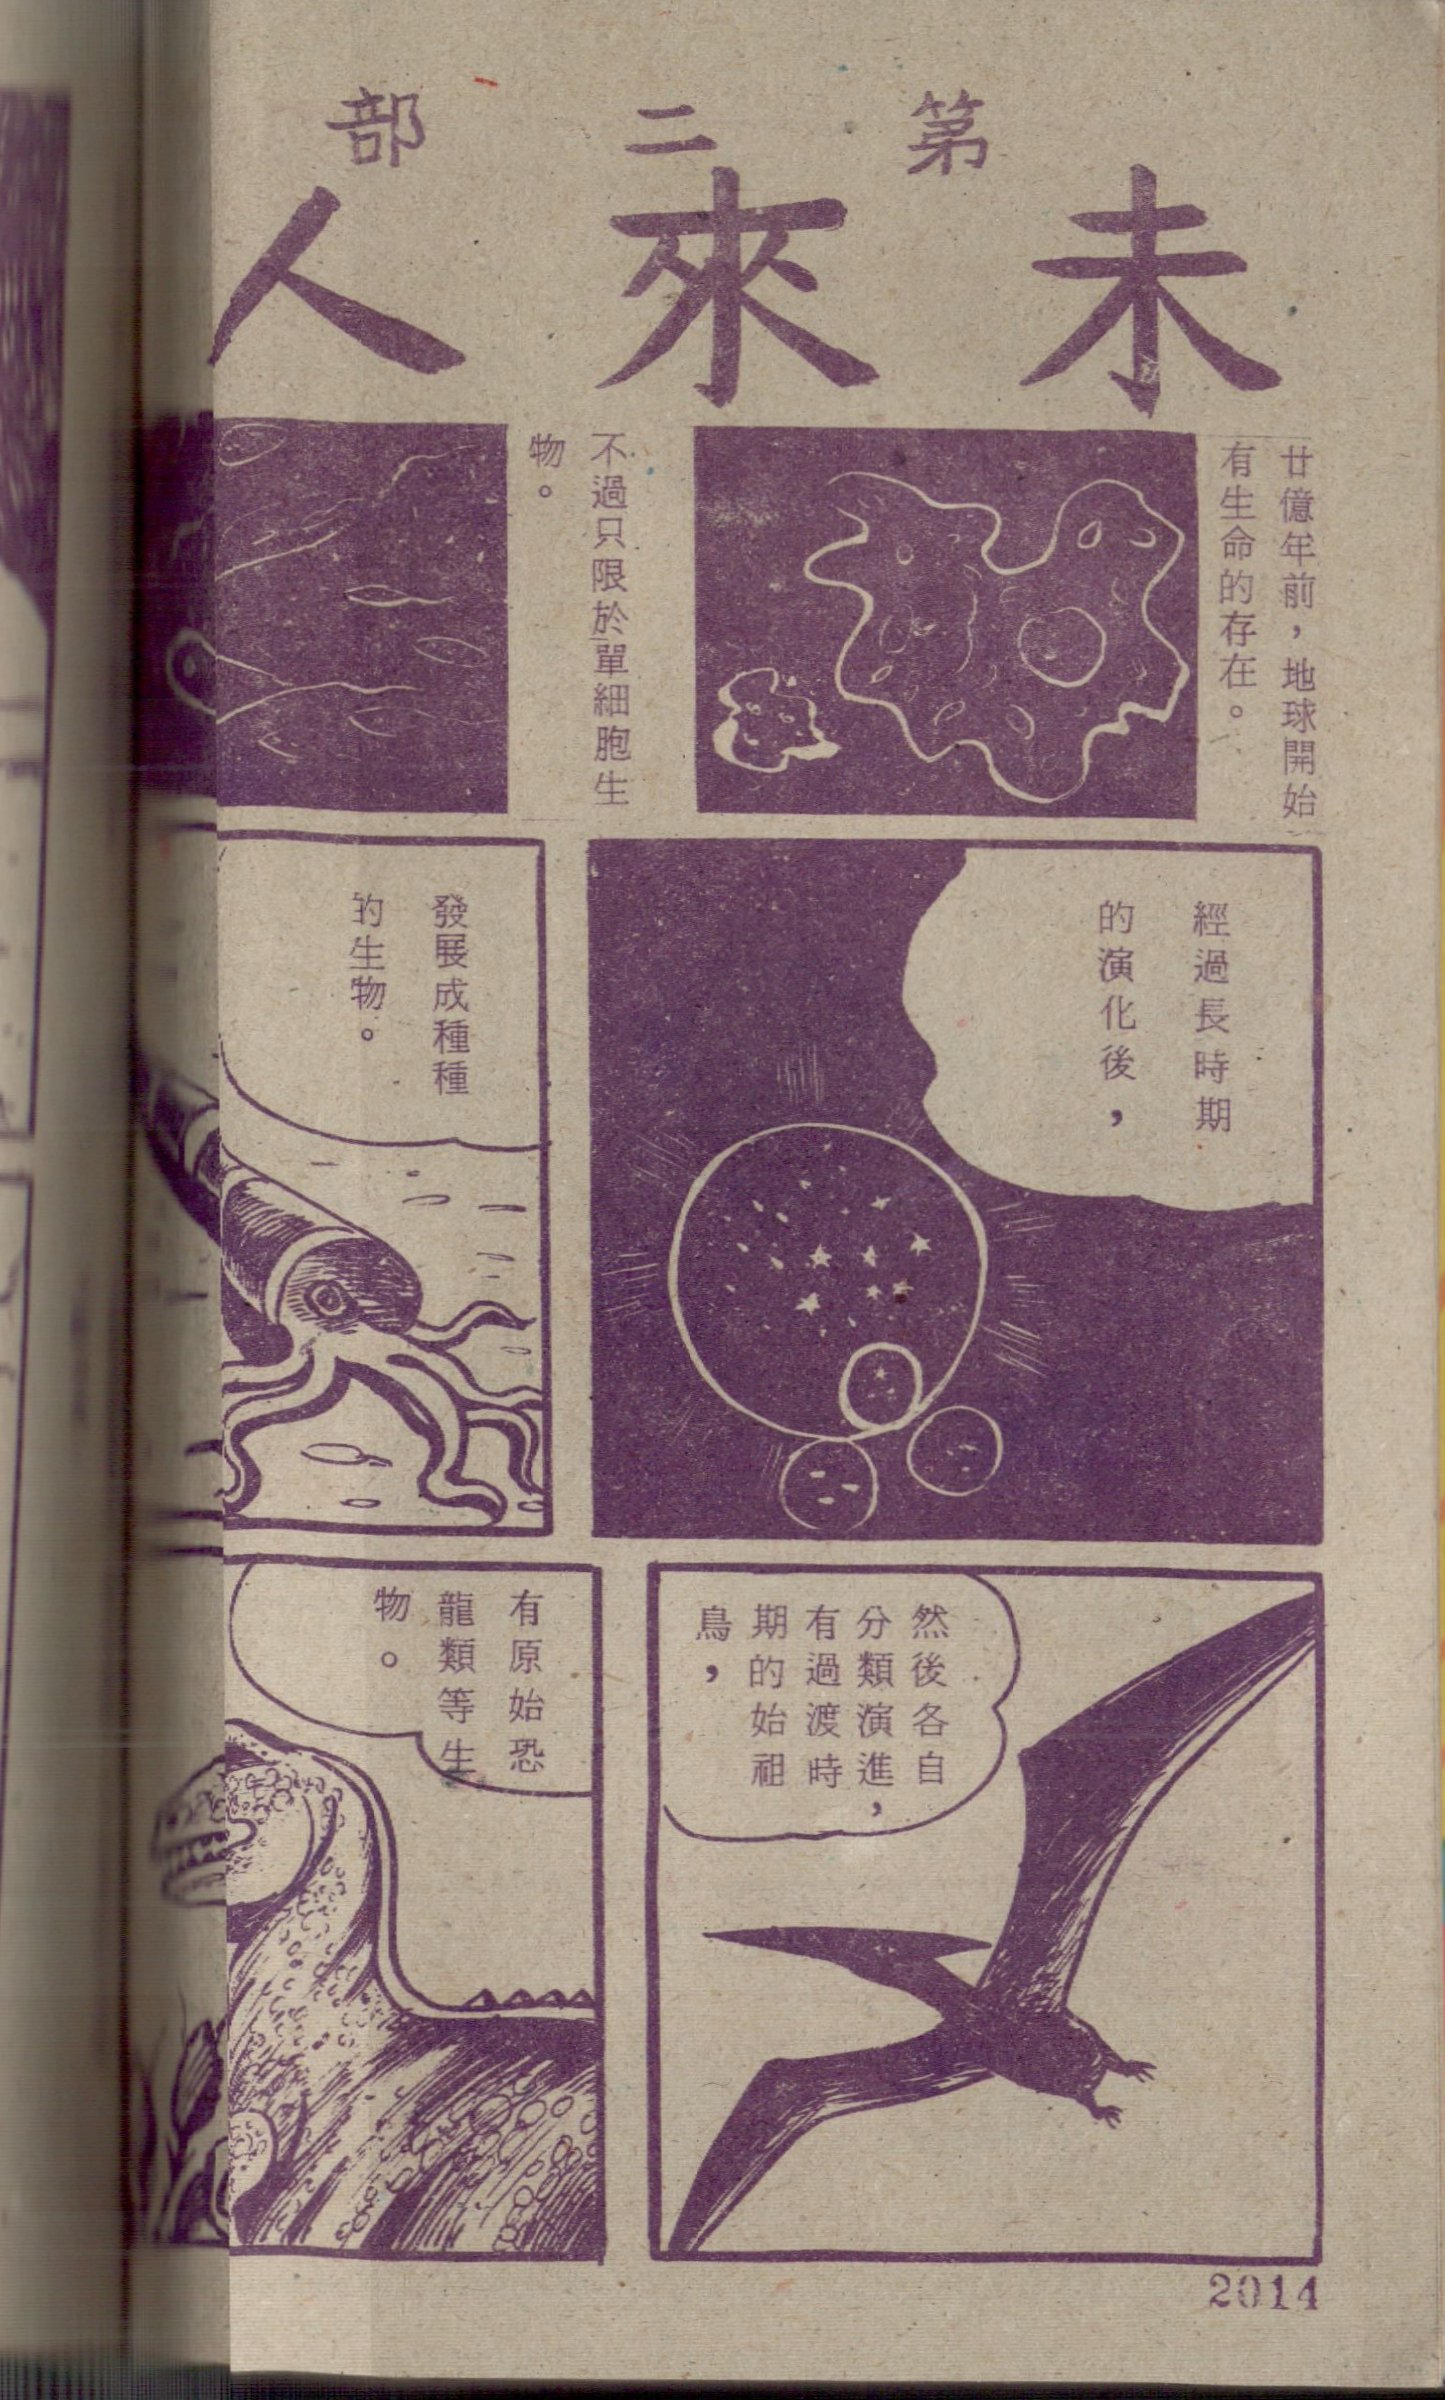 第二部
未來人
廿億年前，地球開始
有生命的存在。
不過只限於單細胞生
物。
經過長時期
的演化後，
發展成種種
的生物。
然後各自
分類演進，
有過渡時
期的始祖
鳥，
有原始恐
龍類等生
物。
2014